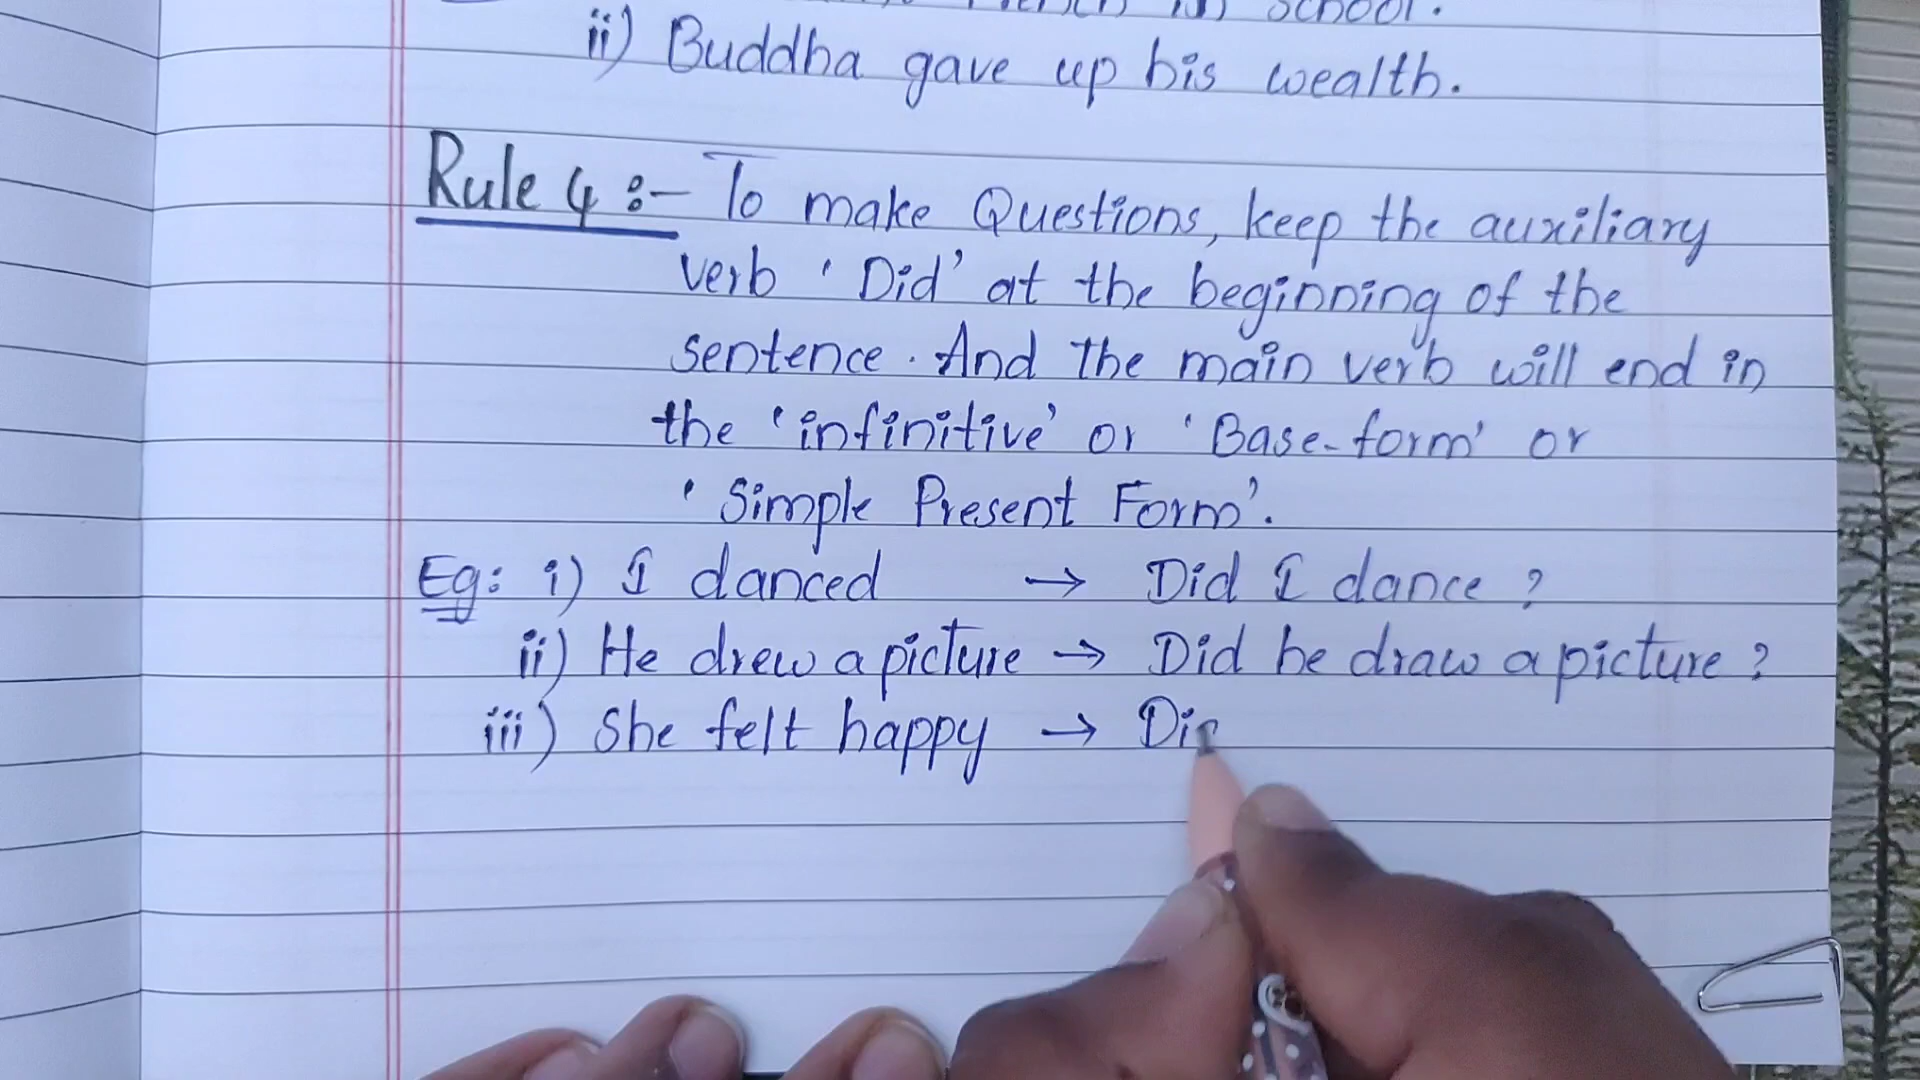 school.
ii) Buddha gave up his wealth.
Rule 4 :- To make Questions, keep the auxiliary
verb 'Did' at the beginning of the
sentence. And the main verb will end in
the 'infinitive' or 'Base-form' or
'Simple Present Form'.
Eg: i) I danced → Did I dance ?
ii) He drew a picture → Did he draw a picture ?
iii) She felt happy → Di